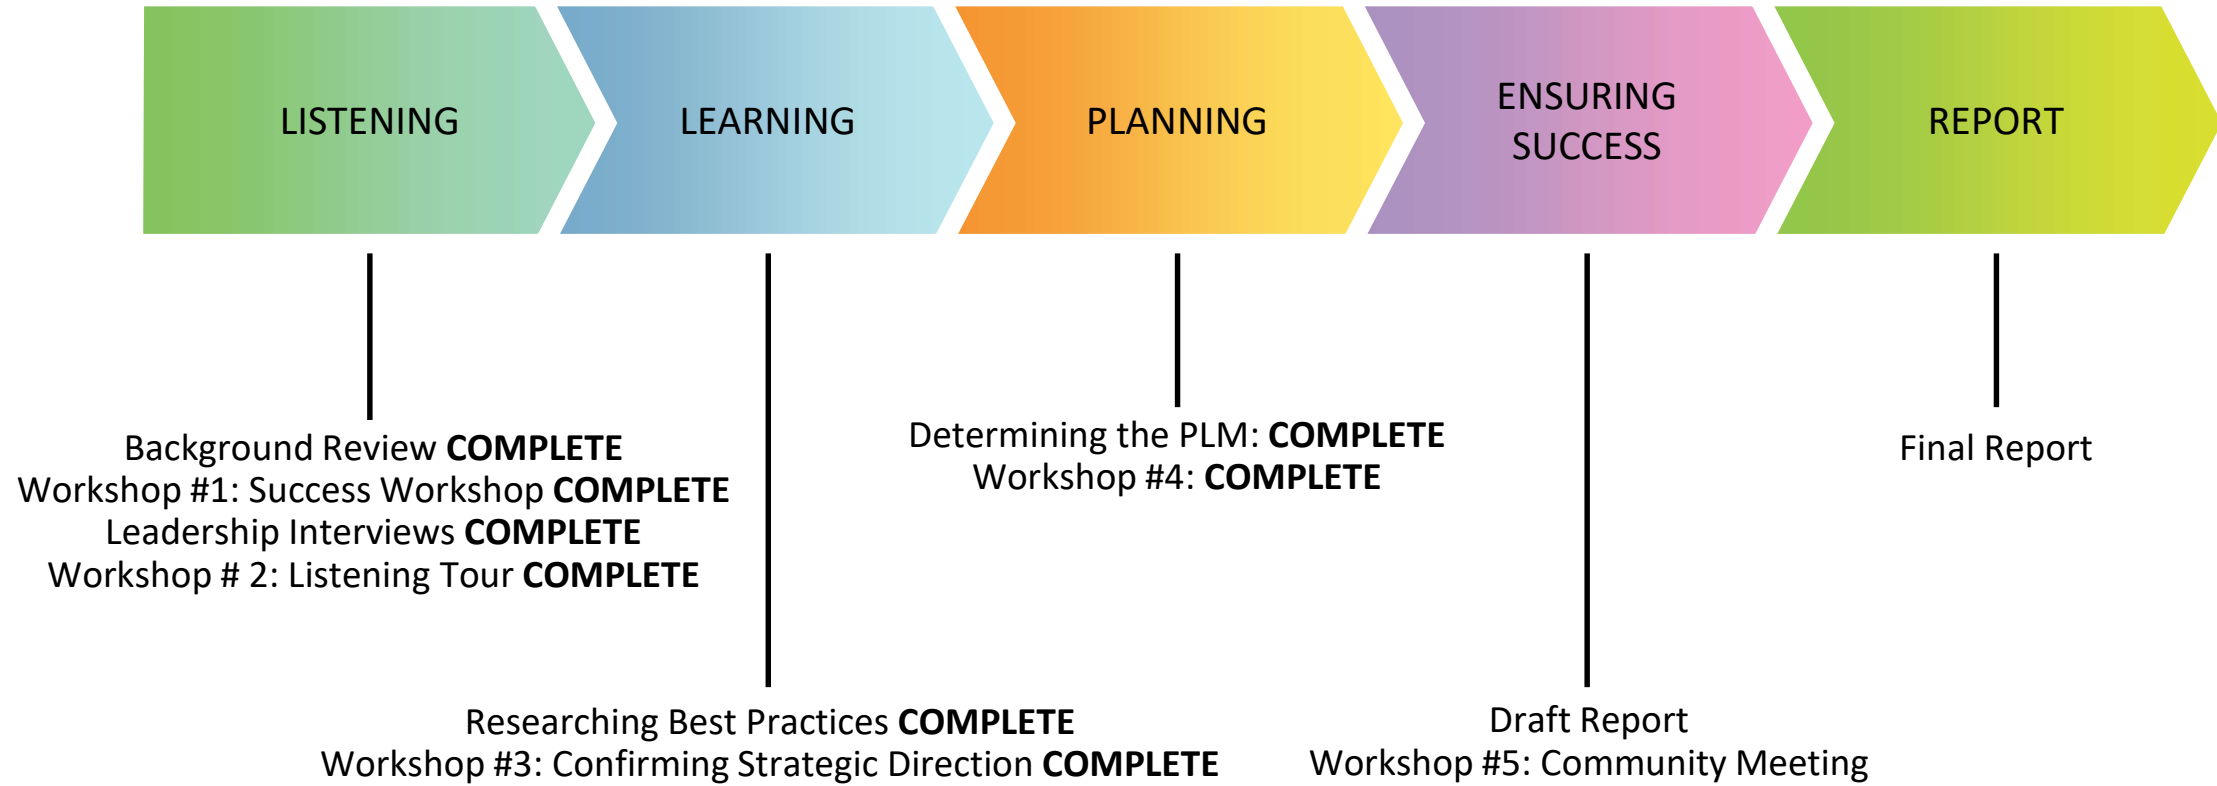 LISTENING
LEARNING
PLANNING
ENSURING
SUCCESS
REPORT
Background Review COMPLETE
Workshop #1: Success Workshop COMPLETE
Leadership Interviews COMPLETE
Workshop # 2: Listening Tour COMPLETE
Researching Best Practices COMPLETE
Workshop #3: Confirming Strategic Direction COMPLETE
Determining the PLM: COMPLETE
Workshop #4: COMPLETE
Draft Report
Workshop #5: Community Meeting
Final Report